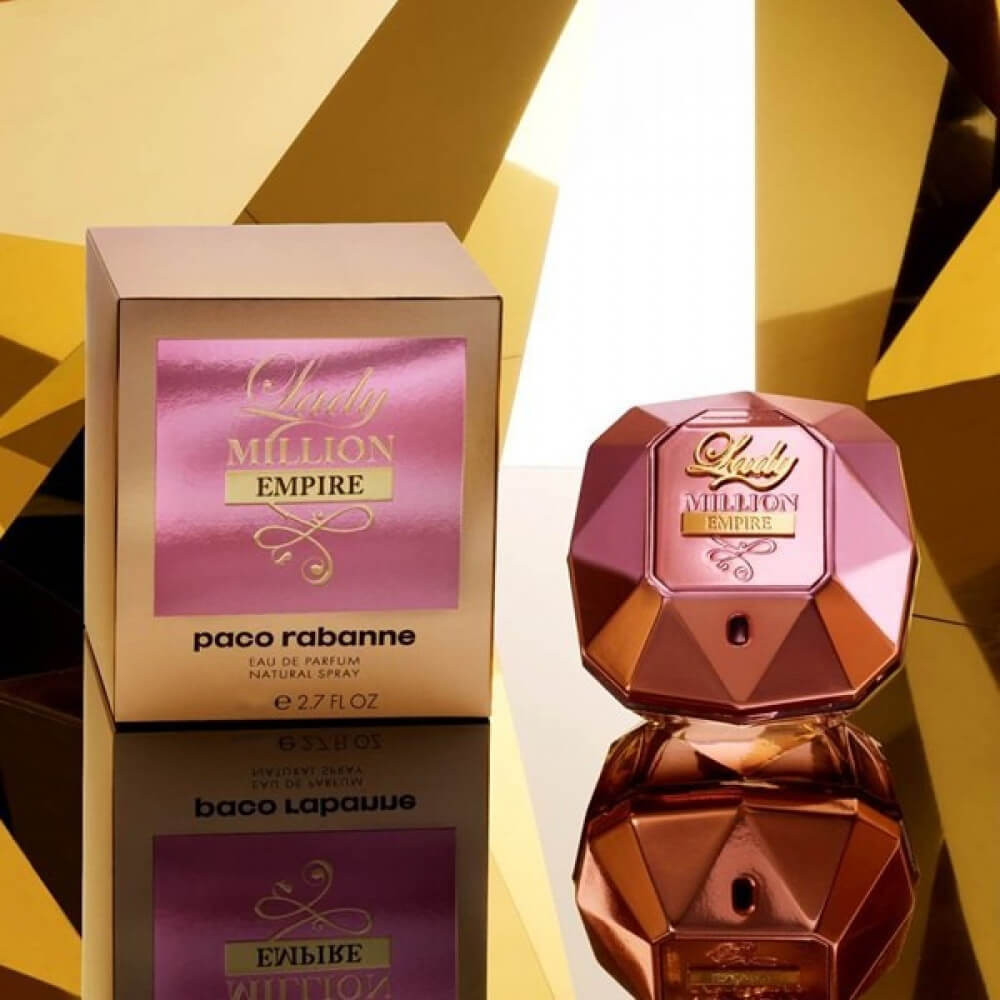 Lady
MILLION
EMPIRE
paco rabanne
EAU DE PARFUM
NATURAL SPRAY
e 2.7 FL OZ
Lady
MILLION
EMPIRE